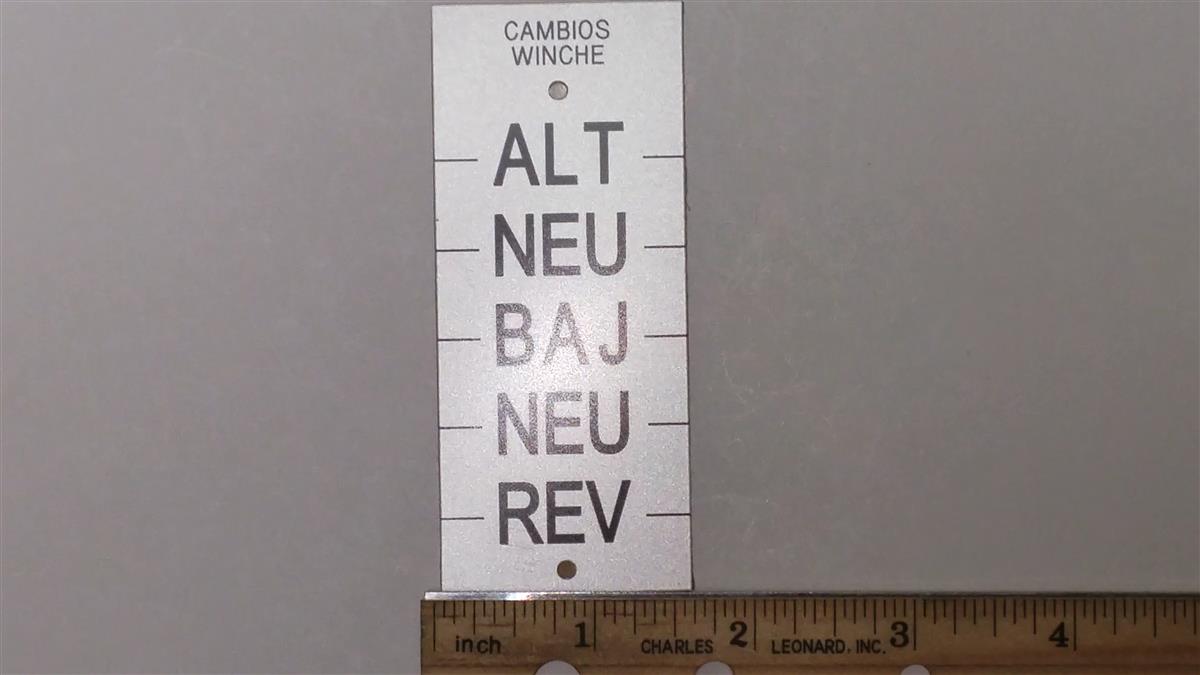 CAMBIOS
WINCHE
ALT
NEU
BAJ
NEU
REV
inch 1 CHARLES 2 LEONARD, INC. 3 4